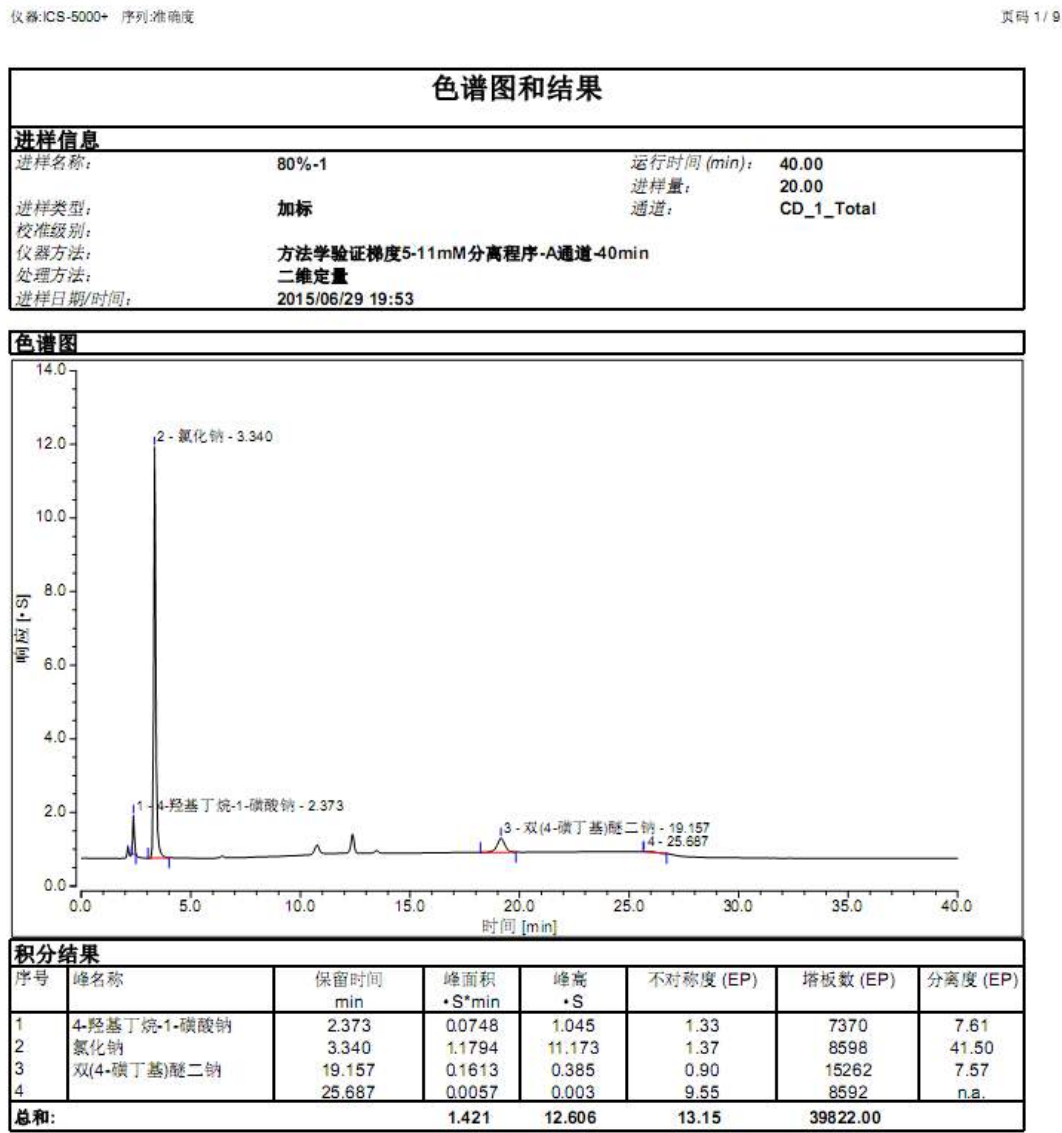 仪器:ICS-5000+ 序列:准确度 页码 1 / 9
色谱图和结果
进样信息
进样名称: 80%-1 运行时间 (min): 40.00
进样量: 20.00
进样类型: 加标 通道: CD_1_Total
校准级别:
仪器方法: 方法学验证梯度5-11mM分离程序-A通道-40min
处理方法: 二维定量
进样日期/时间: 2015/06/29 19:53
色谱图
14.0
12.0
10.0
8.0
6.0
4.0
2.0
0.0
响应 [•S]
2 - 氯化钠 - 3.340
1 - 4-羟基丁烷-1-磺酸钠 - 2.373
3 - 双(4-磺丁基)醚二钠 - 19.157
4 - 25.687
0.0 5.0 10.0 15.0 20.0 25.0 30.0 35.0 40.0
时间 [min]
积分结果
序号 峰名称 保留时间 峰面积 峰高 不对称度 (EP) 塔板数 (EP) 分离度 (EP)
min •S*min •S
1 4-羟基丁烷-1-磺酸钠 2.373 0.0748 1.045 1.33 7370 7.61
2 氯化钠 3.340 1.1794 11.173 1.37 8598 41.50
3 双(4-磺丁基)醚二钠 19.157 0.1613 0.385 0.90 15262 7.57
4 25.687 0.0057 0.003 9.55 8592 n.a.
总和: 1.421 12.606 13.15 39822.00